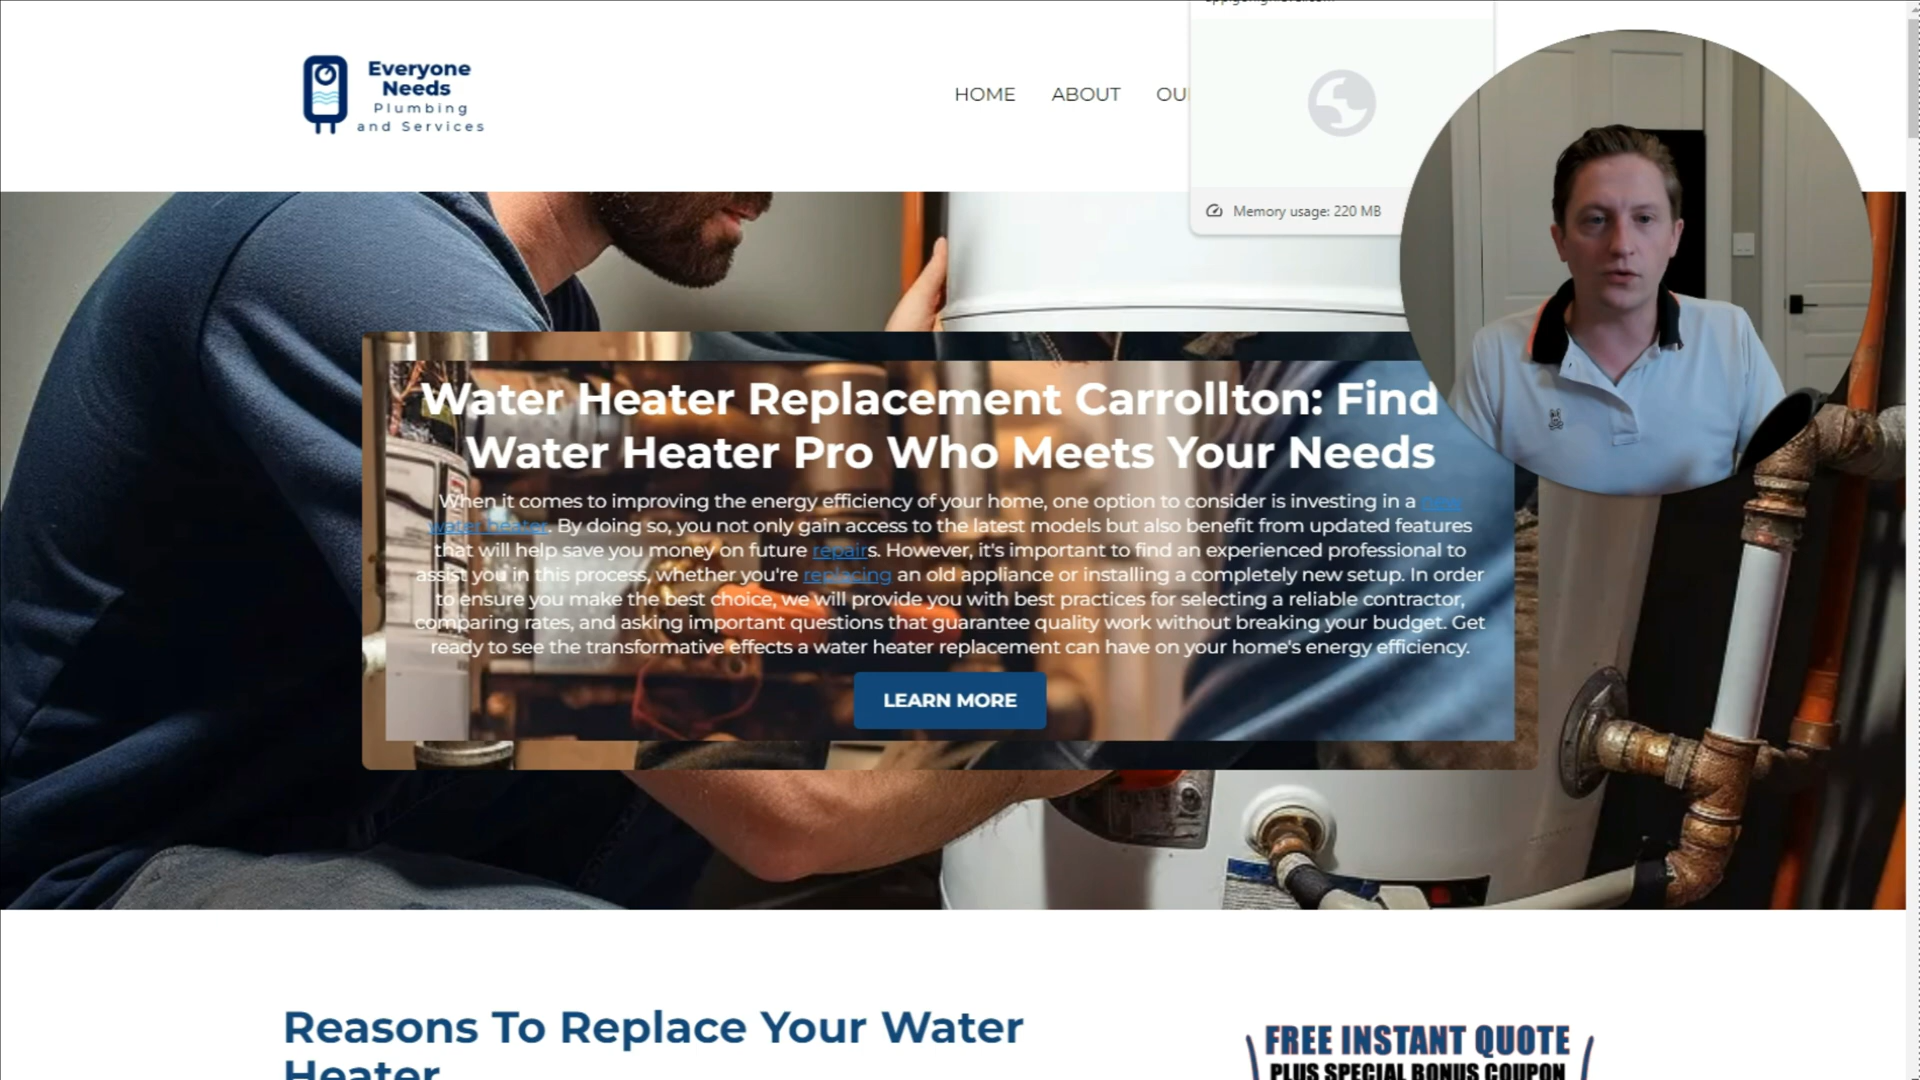 Everyone
Needs
Plumbing
and Services
HOME
ABOUT
Memory usage: 220 MB
Water Heater Replacement Carrollton: Find
Water Heater Pro Who Meets Your Needs
When it comes to improving the energy efficiency of your home, one option to consider is investing in a new
water heater. By doing so, you not only gain access to the latest models but also benefit from updated features
that will help save you money on future repairs. However, it's important to find an experienced professional to
assist you in this process, whether you're replacing an old appliance or installing a completely new setup. In order
to ensure you make the best choice, we will provide you with best practices for selecting a reliable contractor,
comparing rates, and asking important questions that guarantee quality work without breaking your budget. Get
ready to see the transformative effects a water heater replacement can have on your home's energy efficiency.
LEARN MORE
Reasons To Replace Your Water
Heater
FREE INSTANT QUOTE
PLUS SPECIAL BONUS COUPON